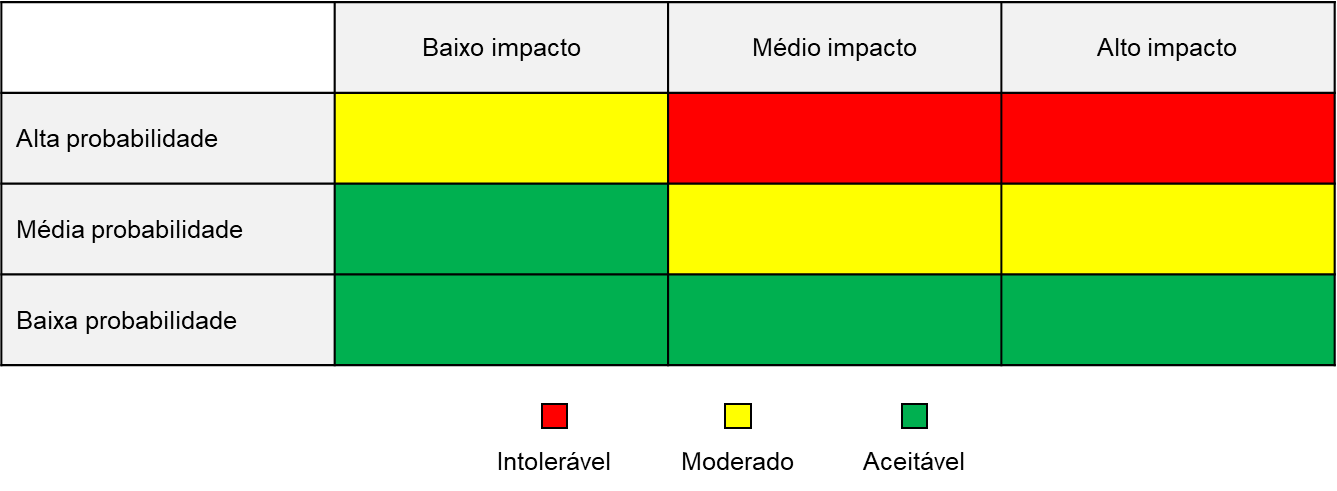 Baixo impacto Médio impacto Alto impacto
Alta probabilidade
Média probabilidade
Baixa probabilidade
Intolerável Moderado Aceitável